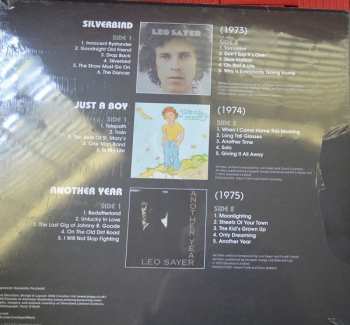 SILVERBIRD
(1973)
SIDE 1
1. Innocent Bystander
2. Goodnight Old Friend
3. Drop Back
4. Silverbird
5. The Show Must Go On
6. The Dancer
LEO SAYER
SIDE 2
1. Tomorrow
2. Don't Say It's Over
3. Slow Motion
4. Oh Wot A Life
5. Why Is Everybody Going Home
JUST A BOY
(1974)
SIDE 1
1. Telepath
2. Train
3. The Bells Of St. Mary's
4. One Man Band
5. In My Life
SIDE 2
1. When I Came Home This Morning
2. Long Tall Glasses
3. Another Time
4. Solo
5. Giving It All Away
ANOTHER YEAR
(1975)
SIDE 1
1. Bedsitterland
2. Unlucky In Love
3. The Last Gig of Johnny B. Goode
4. On The Old Dirt Road
5. I Will Not Stop Fighting
ANOTHER YEAR
LEO SAYER
SIDE 2
1. Moonlighting
2. Streets Of Your Town
3. The Kid's Grown Up
4. Only Dreaming
5. Another Year